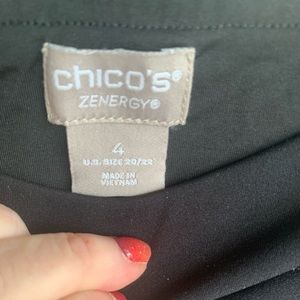 chico's®
ZENERGY®
4
U.S. SIZE 20/22
MADE IN
VIETNAM